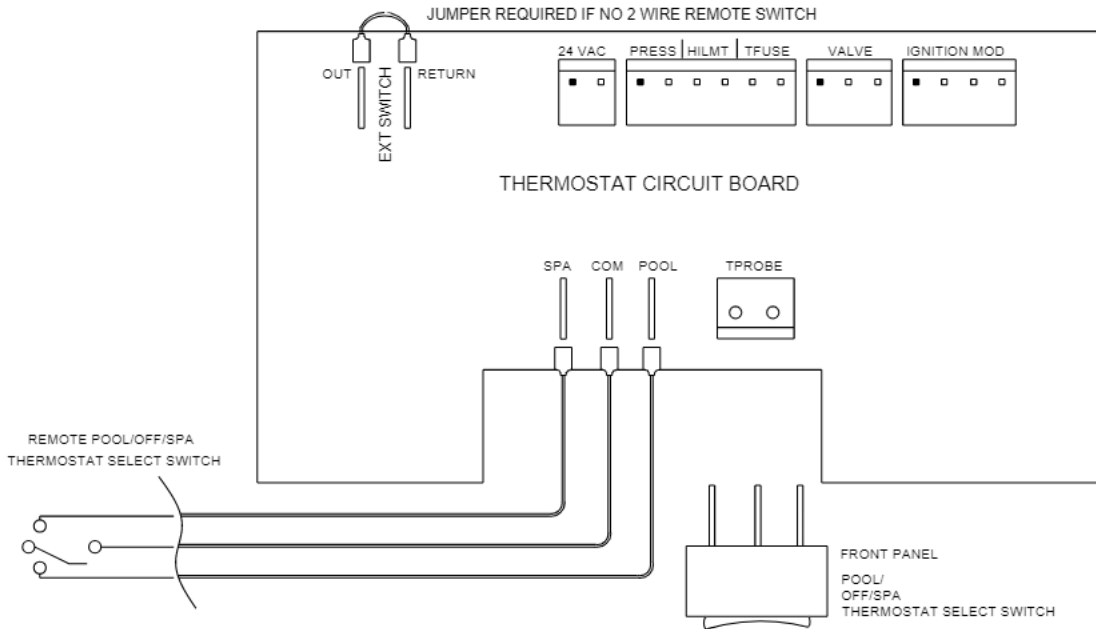 JUMPER REQUIRED IF NO 2 WIRE REMOTE SWITCH
24 VAC
PRESS HILMT TFUSE
VALVE
IGNITION MOD
OUT
EXT SWITCH
RETURN
THERMOSTAT CIRCUIT BOARD
SPA
COM
POOL
TPROBE
REMOTE POOL/OFF/SPA
THERMOSTAT SELECT SWITCH
FRONT PANEL
POOL/
OFF/SPA
THERMOSTAT SELECT SWITCH